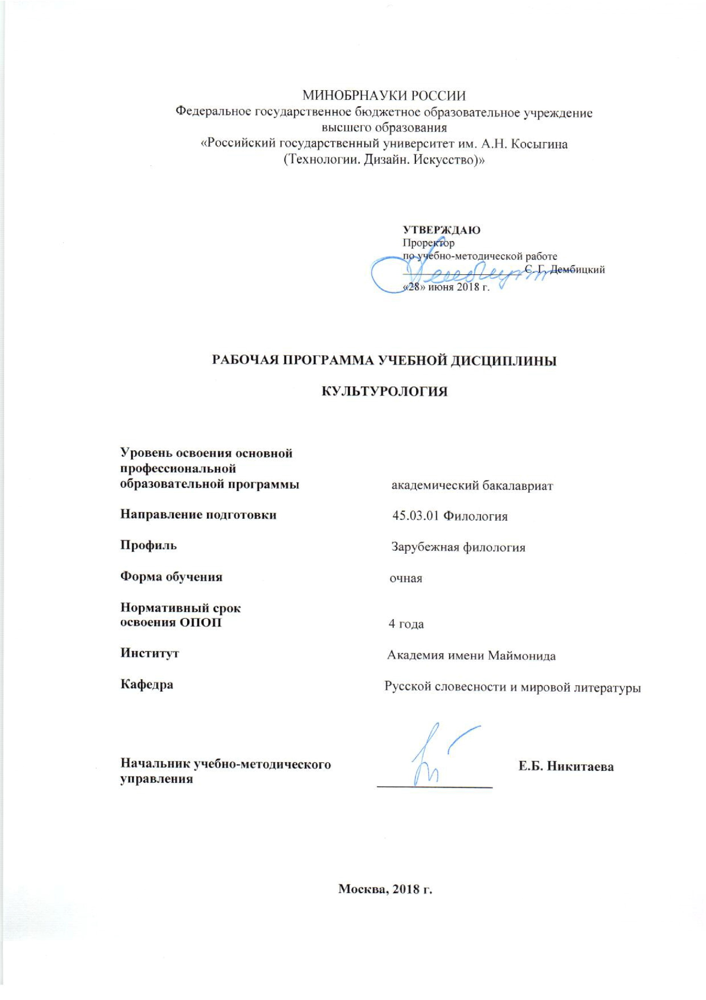 МИНОБРНАУКИ РОССИИ
Федеральное государственное бюджетное образовательное учреждение
высшего образования
«Российский государственный университет им. А.Н. Косыгина
(Технологии. Дизайн. Искусство)»
УТВЕРЖДАЮ
Проректор
по учебно-методической работе
С. Г. Дембицкий
«28» июня 2018 г.
РАБОЧАЯ ПРОГРАММА УЧЕБНОЙ ДИСЦИПЛИНЫ
КУЛЬТУРОЛОГИЯ
Уровень освоения основной
профессиональной
образовательной программы академический бакалавриат
Направление подготовки 45.03.01 Филология
Профиль Зарубежная филология
Форма обучения очная
Нормативный срок
освоения ОПОП 4 года
Институт Академия имени Маймонида
Кафедра Русской словесности и мировой литературы
Начальник учебно-методического Е.Б. Никитаева
управления
Москва, 2018 г.